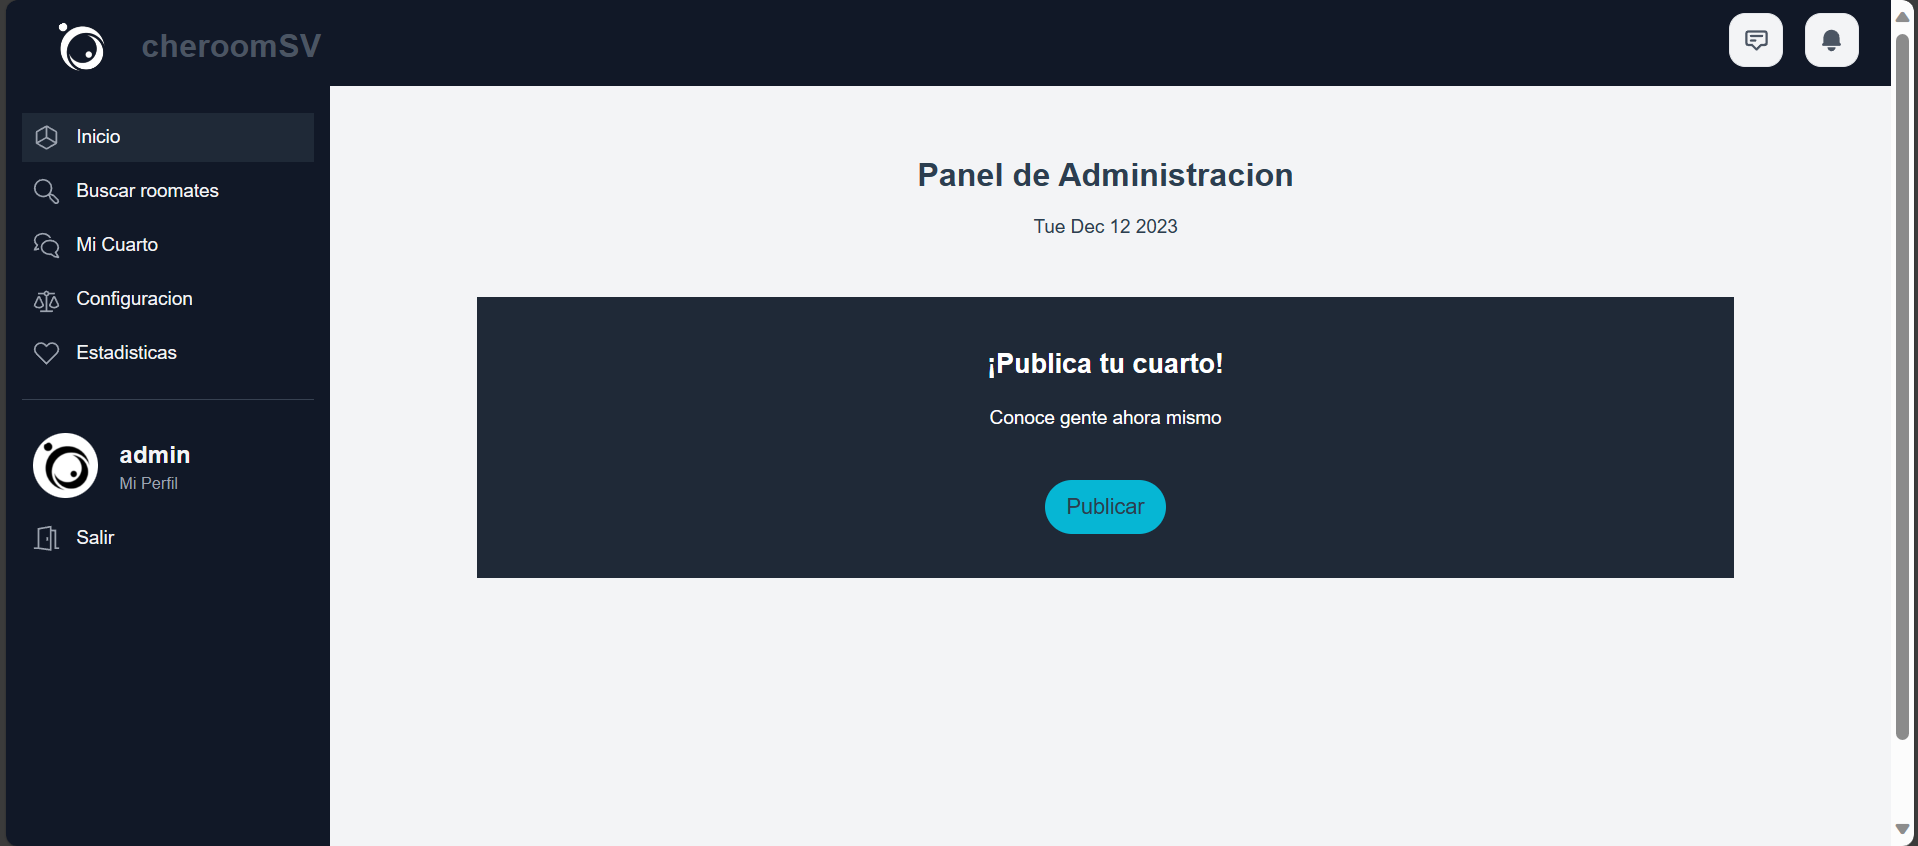 cheroomSV
Inicio
Buscar roomates
Mi Cuarto
Configuracion
Estadisticas
admin
Mi Perfil
Salir
Panel de Administracion
Tue Dec 12 2023
¡Publica tu cuarto!
Conoce gente ahora mismo
Publicar